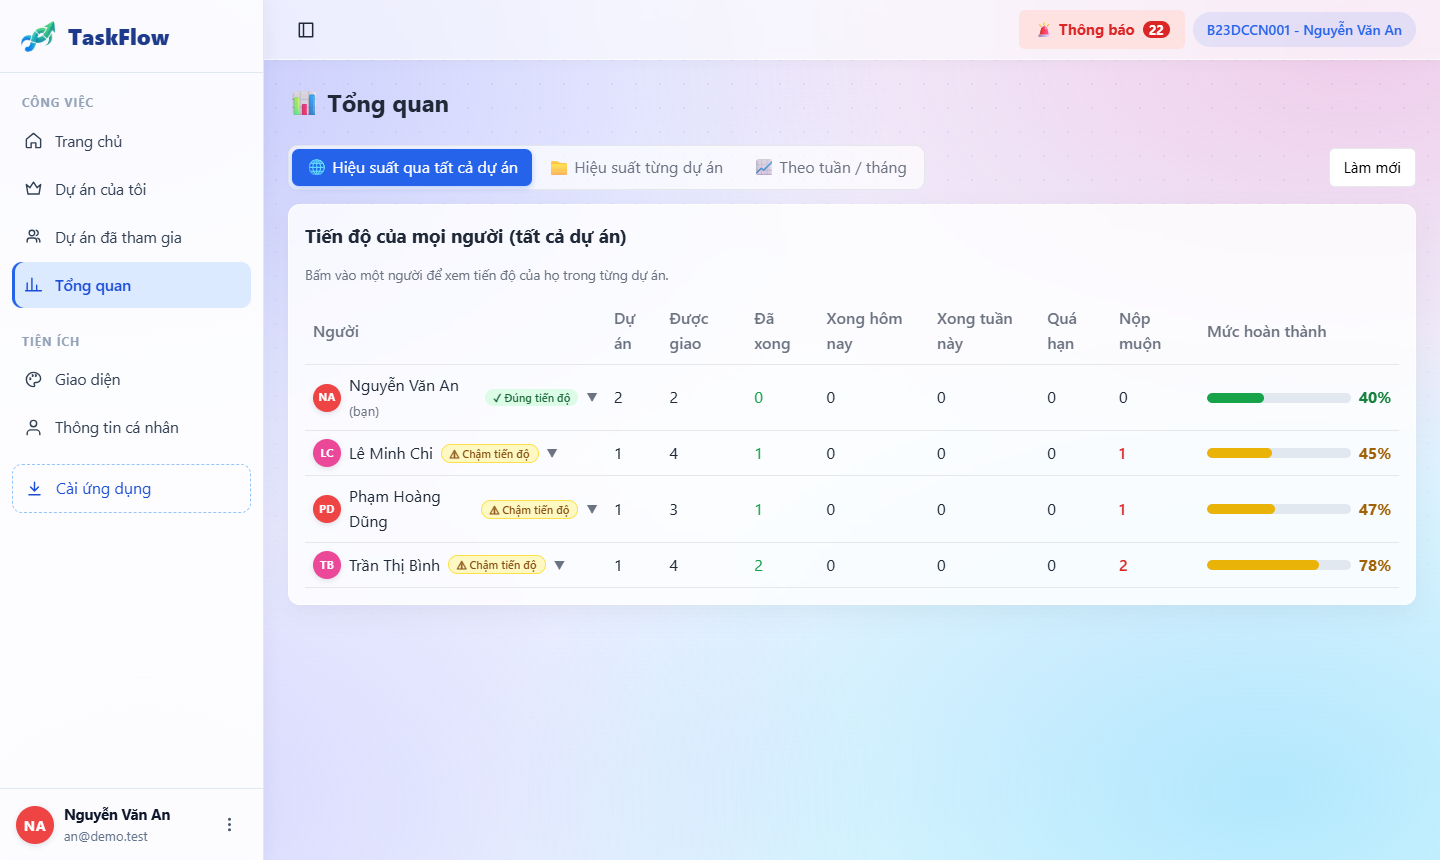 TaskFlow
Thông báo 22
B23DCCN001 - Nguyễn Văn An
CÔNG VIỆC
Trang chủ
Dự án của tôi
Dự án đã tham gia
Tổng quan
TIỆN ÍCH
Giao diện
Thông tin cá nhân
Cài ứng dụng
NA
Nguyễn Văn An
an@demo.test
Tổng quan
Hiệu suất qua tất cả dự án
Hiệu suất từng dự án
Theo tuần / tháng
Làm mới
Tiến độ của mọi người (tất cả dự án)
Bấm vào một người để xem tiến độ của họ trong từng dự án.
Người
Dự
án
Được
giao
Đã
xong
Xong hôm
nay
Xong tuần
này
Quá
hạn
Nộp
muộn
Mức hoàn thành
NA Nguyễn Văn An
(bạn)
✓ Đúng tiến độ ▼ 2 2 0 0 0 0 0 40%
LC Lê Minh Chi ⚠ Chậm tiến độ ▼ 1 4 1 0 0 0 1 45%
PD Phạm Hoàng
Dũng
⚠ Chậm tiến độ ▼ 1 3 1 0 0 0 1 47%
TB Trần Thị Bình ⚠ Chậm tiến độ ▼ 1 4 2 0 0 0 2 78%